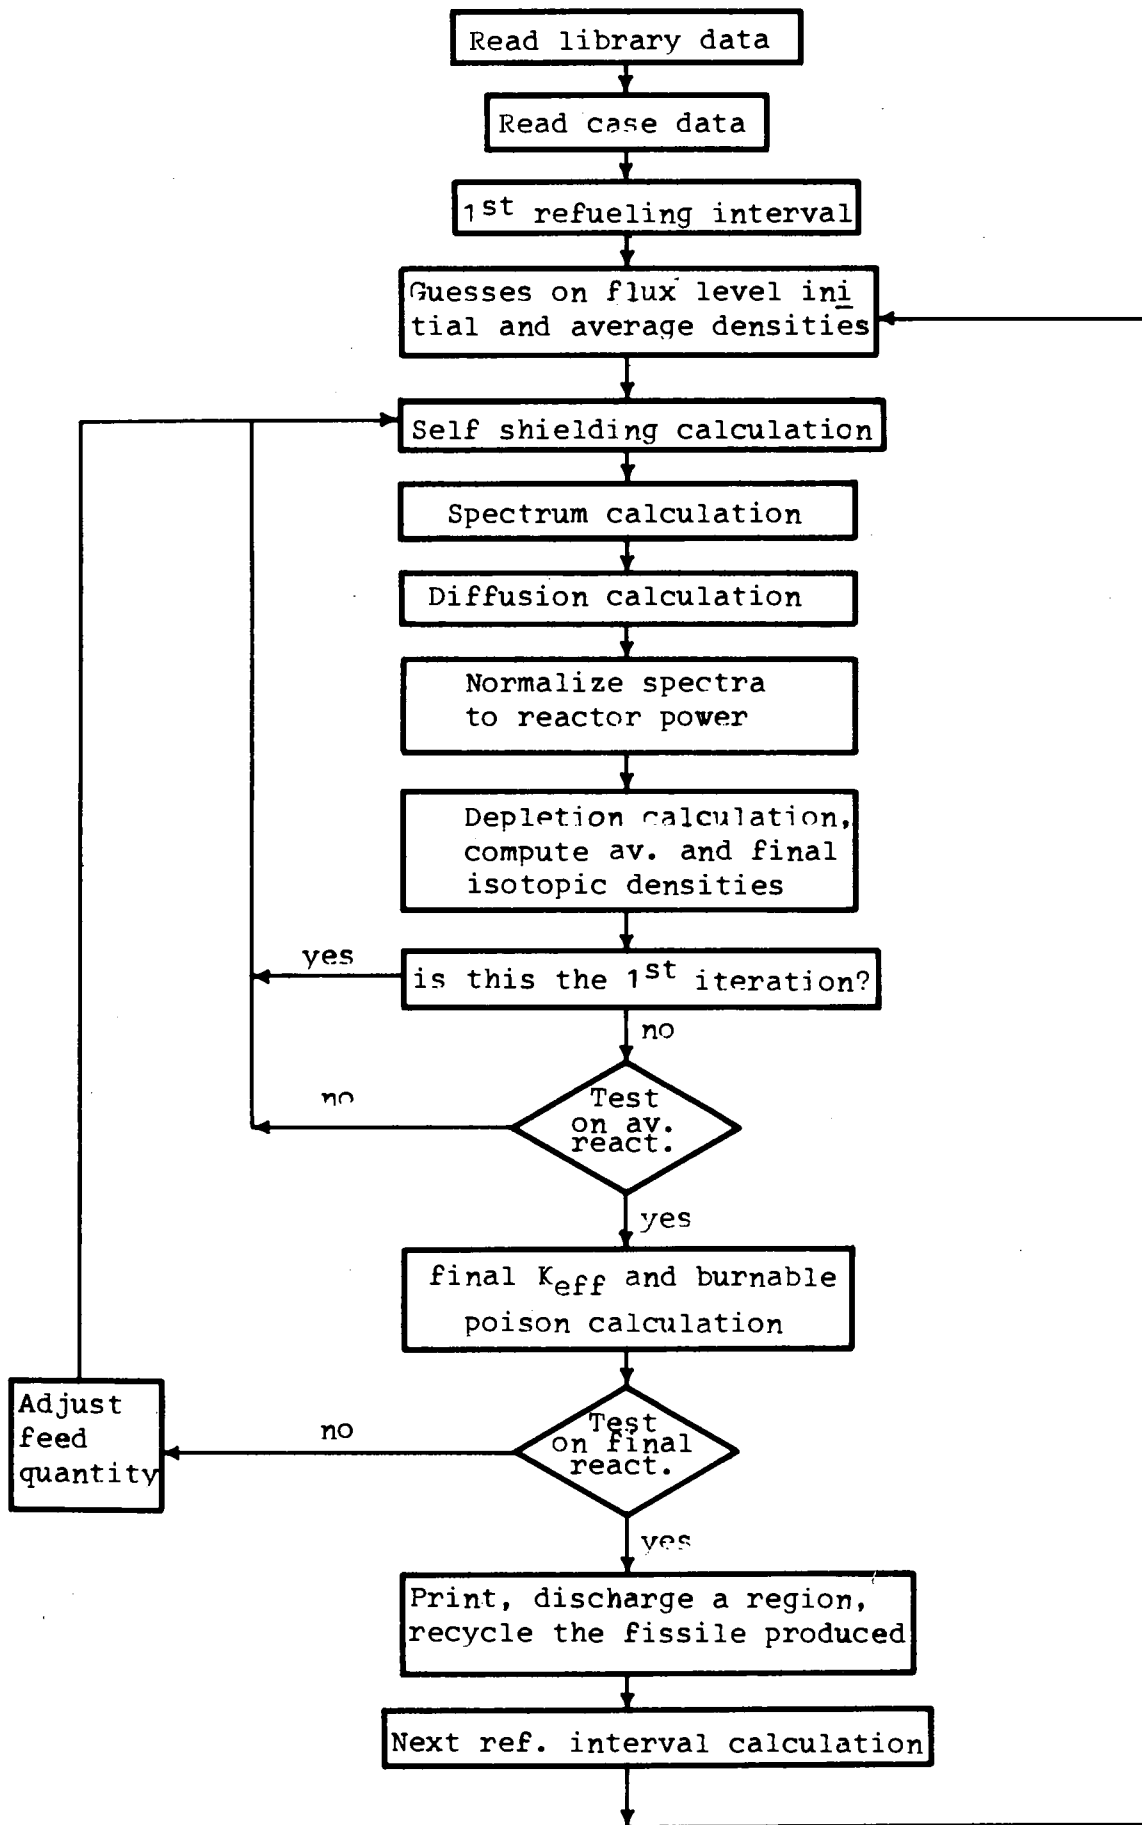 Read library data
Read case data
1st refueling interval
Guesses on flux level ini
tial and average densities
Self shielding calculation
Spectrum calculation
Diffusion calculation
Normalize spectra
to reactor power
Depletion calculation,
compute av. and final
isotopic densities
yes
is this the 1st iteration?
no
no
Test
on av.
react.
yes
final Keff and burnable
poison calculation
Adjust
feed
quantity
no
Test
on final
react.
yes
Print, discharge a region,
recycle the fissile produced
Next ref. interval calculation